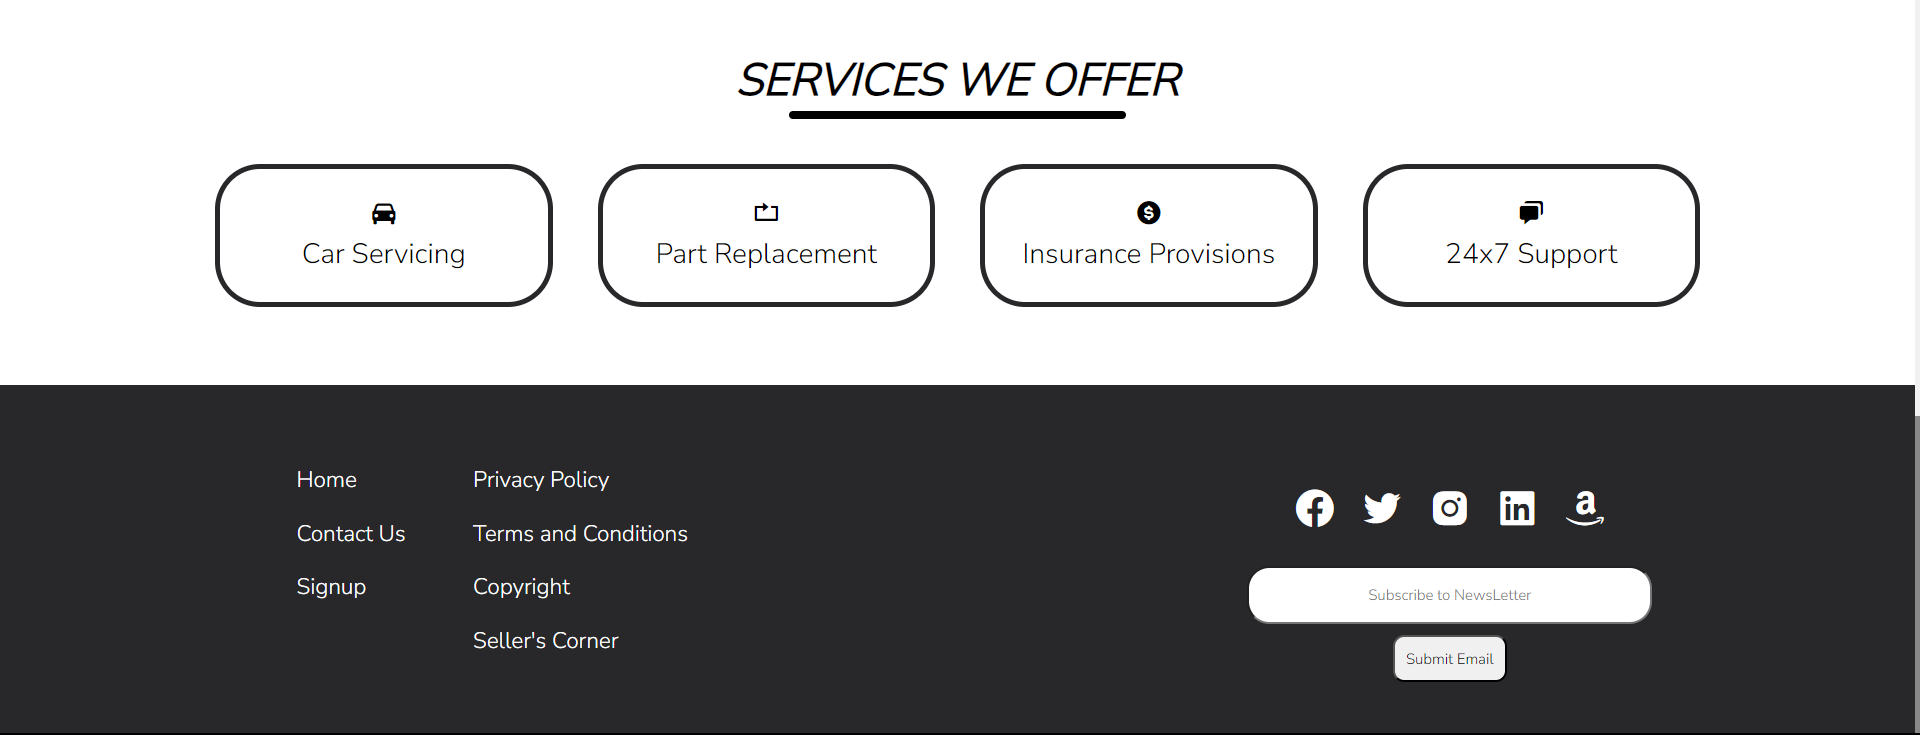 SERVICES WE OFFER
Car Servicing
Part Replacement
Insurance Provisions
24x7 Support
Home
Contact Us
Signup
Privacy Policy
Terms and Conditions
Copyright
Seller's Corner
Subscribe to NewsLetter
Submit Email